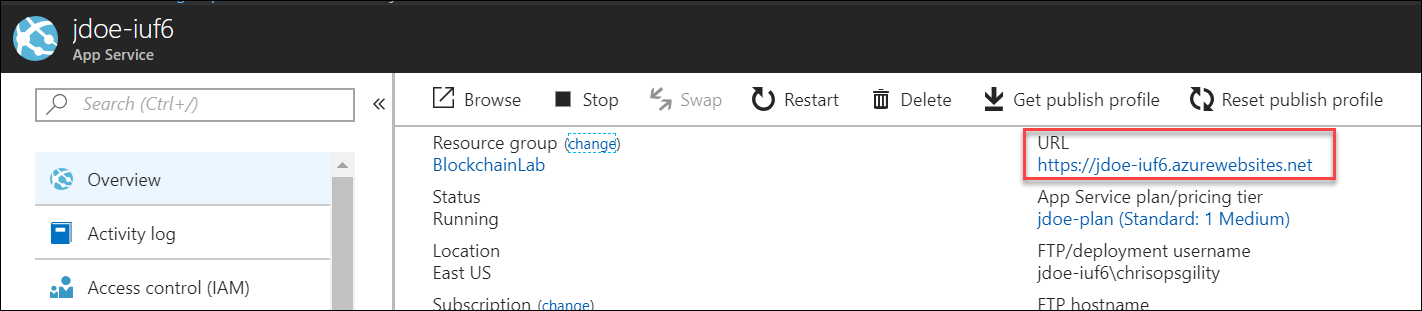 jdoe-iuf6
App Service
Search (Ctrl+/)
«
Browse
Stop
Swap
Restart
Delete
Get publish profile
Reset publish profile
Overview
Activity log
Access control (IAM)
Resource group (change)
BlockchainLab
Status
Running
Location
East US
Subscription (change)
URL
https://jdoe-iuf6.azurewebsites.net
App Service plan/pricing tier
jdoe-plan (Standard: 1 Medium)
FTP/deployment username
jdoe-iuf6\chrisopsgility
FTP hostname